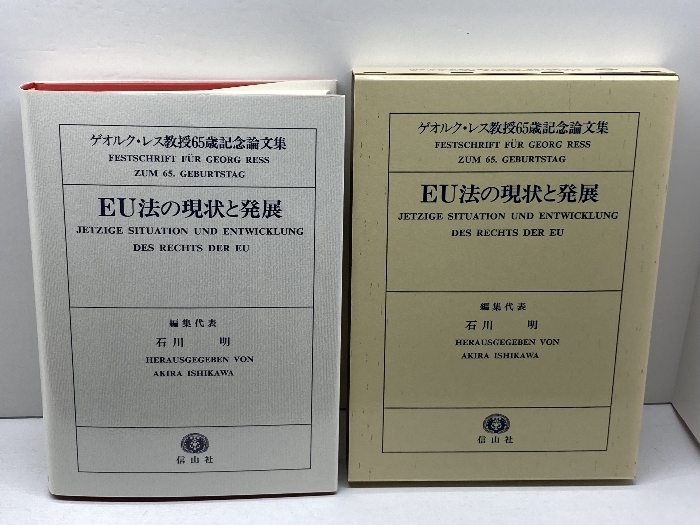 ゲオルク・レス教授65歳記念論文集
FESTSCHRIFT FÜR GEORG RESS
ZUM 65. GEBURTSTAG
EU法の現状と発展
JETZIGE SITUATION UND ENTWICKLUNG
DES RECHTS DER EU
編集代表
石川 明
HERAUSGEGEBEN VON
AKIRA ISHIKAWA
信山社
ゲオルク・レス教授65歳記念論文集
FESTSCHRIFT FÜR GEORG RESS
ZUM 65. GEBURTSTAG
EU法の現状と発展
JETZIGE SITUATION UND ENTWICKLUNG
DES RECHTS DER EU
編集代表
石川 明
HERAUSGEGEBEN VON
AKIRA ISHIKAWA
信山社